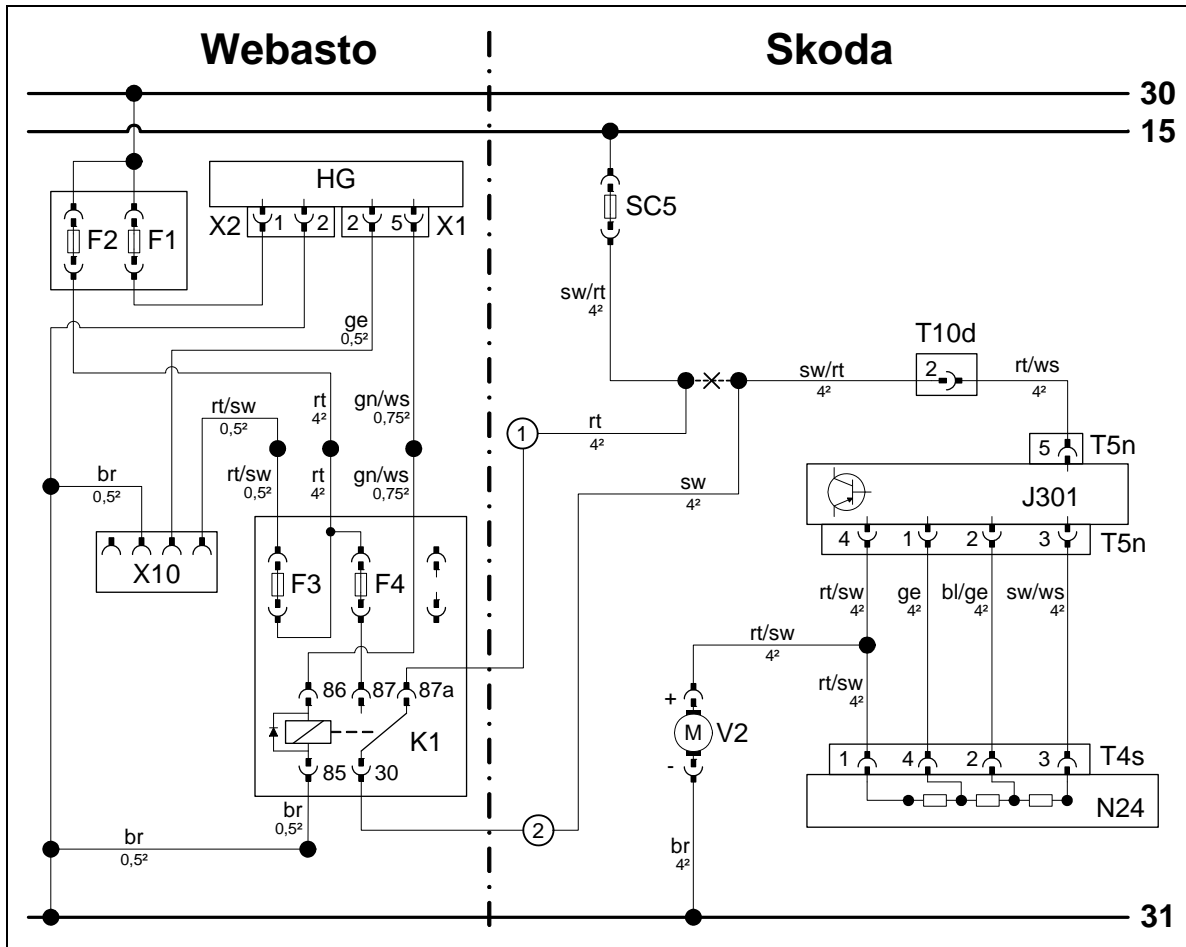 Webasto Skoda
30
15
HG
X2 1 2 2 5 X1
F2 F1
SC5
sw/rt
4²
ge
0,5²
T10d
2
sw/rt
4²
rt/ws
4²
rt/sw
0,5²
rt
4²
gn/ws
0,75²
1
rt
4²
5 T5n
br
0,5²
rt/sw
0,5²
rt
4²
gn/ws
0,75²
sw
4²
J301
4 1 2 3 T5n
X10
F3 F4
rt/sw
4²
ge
4²
bl/ge
4²
sw/ws
4²
rt/sw
4²
86 87 87a
rt/sw
4²
+
M V2
-
K1
85 30
1 4 2 3 T4s
N24
br
0,5²
br
0,5²
2
br
4²
31